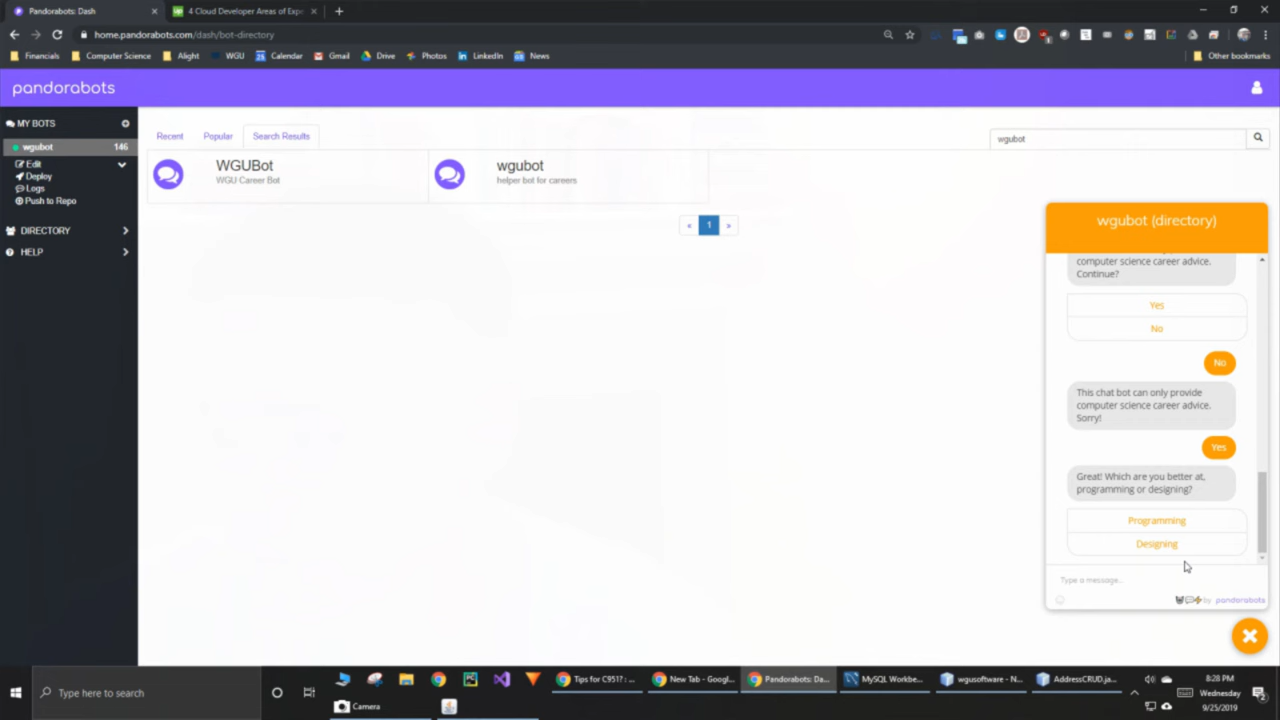 Pandorabots: Dash
4 Cloud Developer Areas of Expe
home.pandorabots.com/dash/bot-directory
Financials
Computer Science
Alight
WGU
Calendar
Gmail
Drive
Photos
LinkedIn
News
Other bookmarks
pandorabots
MY BOTS
wgubot 146
Edit
Deploy
Logs
Push to Repo
DIRECTORY
HELP
Recent
Popular
Search Results
wgubot
WGUBot
WGU Career Bot
wgubot
helper bot for careers
« 1 »
wgubot (directory)
computer science career advice.
Continue?
Yes
No
No
This chat bot can only provide
computer science career advice.
Sorry!
Yes
Great! Which are you better at,
programming or designing?
Programming
Designing
Type a message...
by pandorabots
Type here to search
Tips for C951? : ...
New Tab - Googl...
Pandorabots: Da...
MySQL Workbe...
wgusoftware - N...
AddressCRUD.ja...
Camera
8:28 PM
Wednesday
9/25/2019